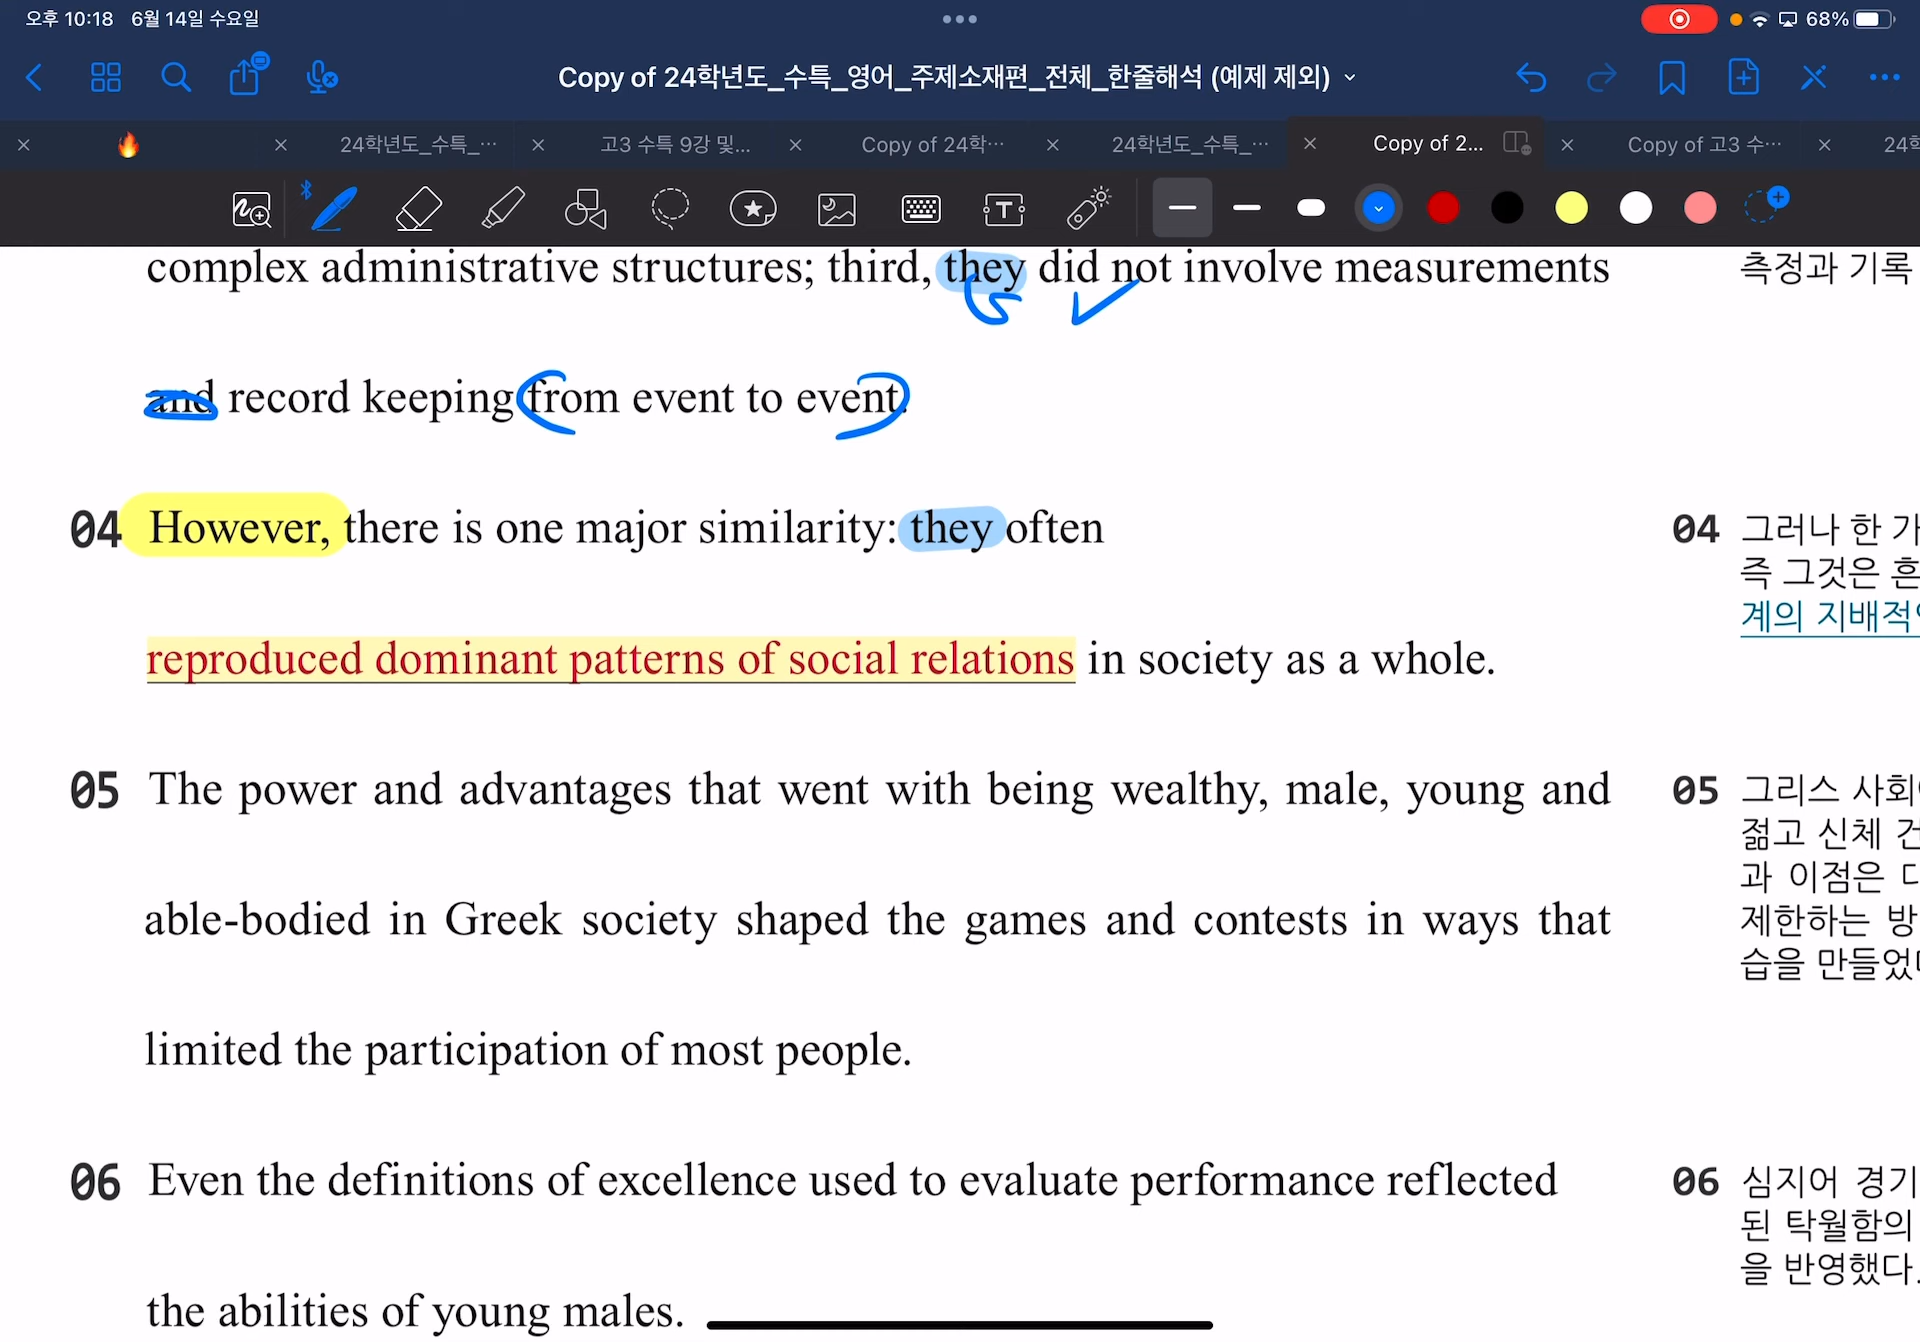 오후 10:18 6월 14일 수요일
68%
Copy of 24학년도_수특_영어_주제소재편_전체_한줄해석 (예제 제외)
24학년도_수특_… 고3 수특 9강 및... Copy of 24학… 24학년도_수특_… Copy of 2... Copy of 고3 수… 24학
complex administrative structures; third, they did not involve measurements
측정과 기록
and record keeping from event to event.
04 However, there is one major similarity: they often
04 그러나 한 가
즉 그것은 흔
계의 지배적인
reproduced dominant patterns of social relations in society as a whole.
05 The power and advantages that went with being wealthy, male, young and
05 그리스 사회에
젊고 신체 건
과 이점은 다
제한하는 방
습을 만들었다
able-bodied in Greek society shaped the games and contests in ways that
limited the participation of most people.
06 Even the definitions of excellence used to evaluate performance reflected
06 심지어 경기
된 탁월함의
을 반영했다.
the abilities of young males.